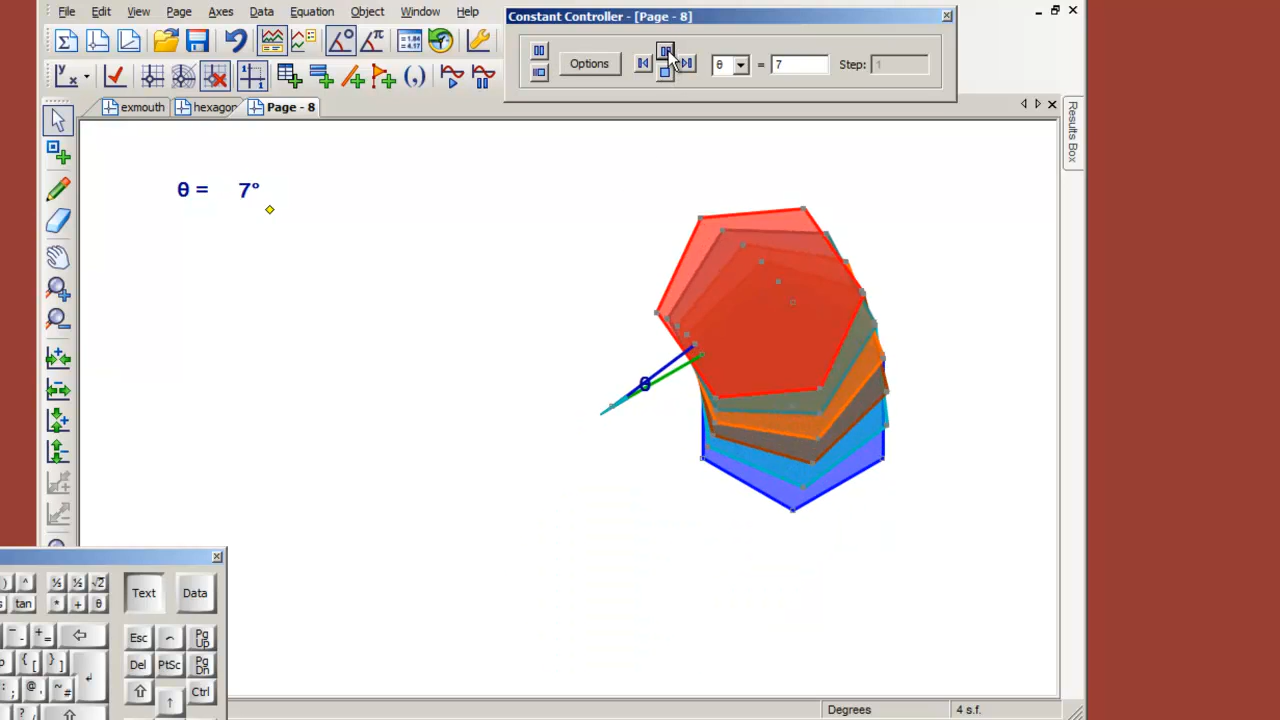 File Edit View Page Axes Data Equation Object Window Help
Constant Controller - [Page - 8]
Options
θ
=
7
Step:
1
exmouth
hexagon
Page - 8
Results Box
θ = 7°
θ
Text
Data
tan
Esc
Pg Up
Del
PtSc
Pg Dn
Ctrl
Degrees
4 s.f.